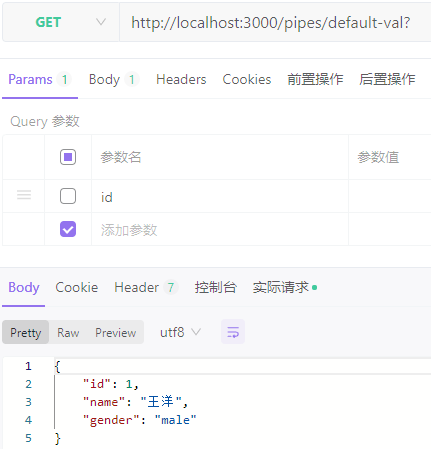 GET http://localhost:3000/pipes/default-val?
Params 1 Body 1 Headers Cookies 前置操作 后置操作
Query 参数
参数名 参数值
id
添加参数
Body Cookie Header 7 控制台 实际请求
Pretty Raw Preview utf8
1 {
2 "id": 1,
3 "name": "王洋",
4 "gender": "male"
5 }